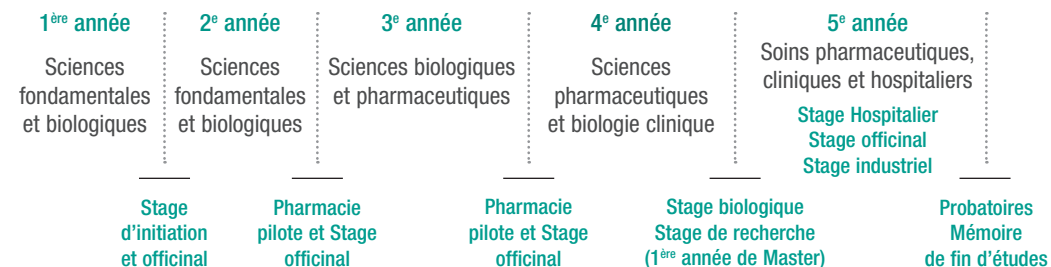 1ère année
Sciences
fondamentales
et biologiques
2e année
Sciences
fondamentales
et biologiques
3e année
Sciences biologiques
et pharmaceutiques
4e année
Sciences
pharmaceutiques
et biologie clinique
5e année
Soins pharmaceutiques,
cliniques et hospitaliers
Stage Hospitalier
Stage officinal
Stage industriel
Stage
d'initiation
et officinal
Pharmacie
pilote et Stage
officinal
Pharmacie
pilote et Stage
officinal
Stage biologique
Stage de recherche
(1ère année de Master)
Probatoires
Mémoire
de fin d'études